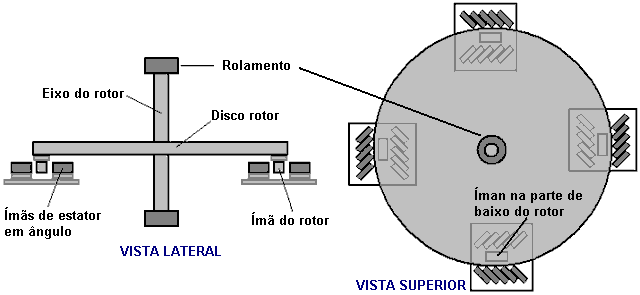 Rolamento
Eixo do rotor
Disco rotor
Ímãs de estator
em ângulo
Ímã do rotor
VISTA LATERAL
Íman na parte de
baixo do rotor
VISTA SUPERIOR